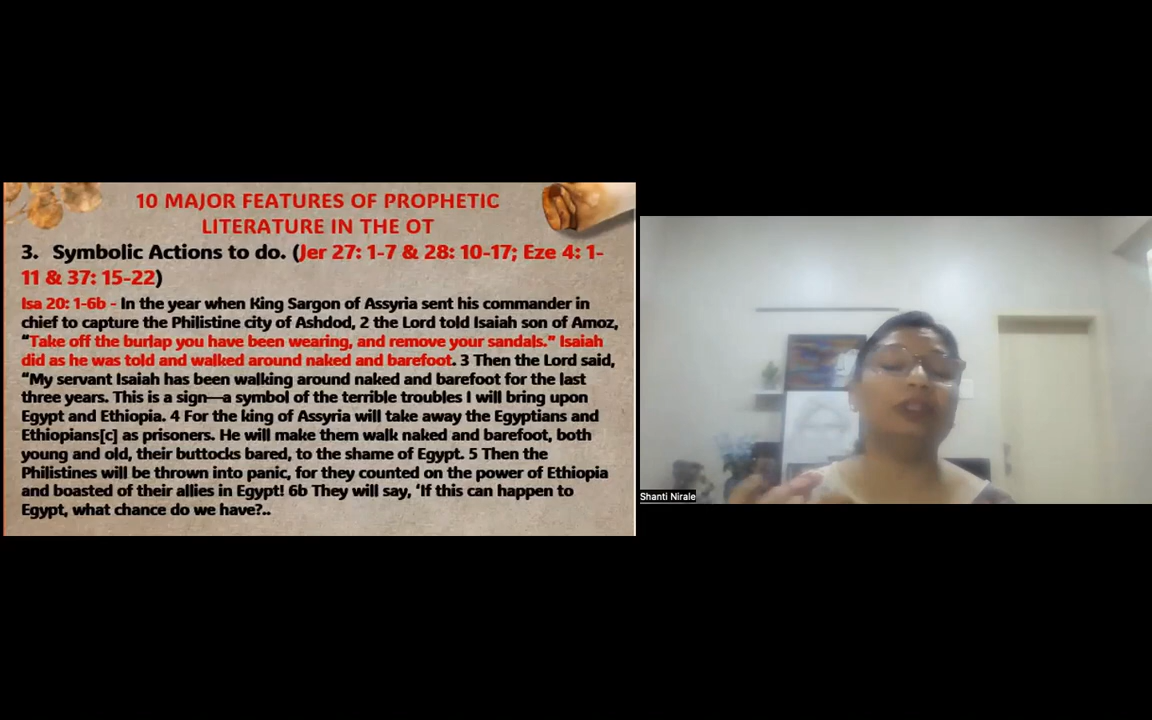 10 MAJOR FEATURES OF PROPHETIC
LITERATURE IN THE OT
3. Symbolic Actions to do. (Jer 27: 1-7 & 28: 10-17; Eze 4: 1-
11 & 37: 15-22)
Isa 20: 1-6b - In the year when King Sargon of Assyria sent his commander in
chief to capture the Philistine city of Ashdod, 2 the Lord told Isaiah son of Amoz,
“Take off the burlap you have been wearing, and remove your sandals.” Isaiah
did as he was told and walked around naked and barefoot. 3 Then the Lord said,
“My servant Isaiah has been walking around naked and barefoot for the last
three years. This is a sign—a symbol of the terrible troubles I will bring upon
Egypt and Ethiopia. 4 For the king of Assyria will take away the Egyptians and
Ethiopians[c] as prisoners. He will make them walk naked and barefoot, both
young and old, their buttocks bared, to the shame of Egypt. 5 Then the
Philistines will be thrown into panic, for they counted on the power of Ethiopia
and boasted of their allies in Egypt! 6b They will say, ‘If this can happen to
Egypt, what chance do we have?..
Shanti Nirale